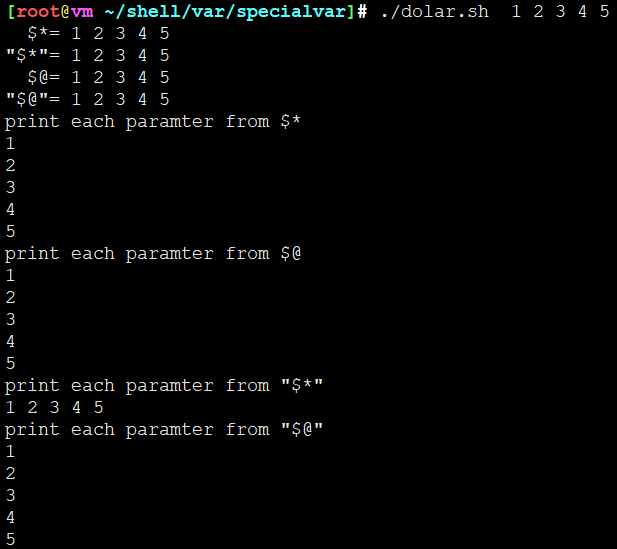 [root@vm ~/shell/var/specialvar]# ./dolar.sh  1 2 3 4 5
  $*= 1 2 3 4 5
"$*"= 1 2 3 4 5
  $@= 1 2 3 4 5
"$@"= 1 2 3 4 5
print each paramter from $*
1
2
3
4
5
print each paramter from $@
1
2
3
4
5
print each paramter from "$*"
1 2 3 4 5
print each paramter from "$@"
1
2
3
4
5